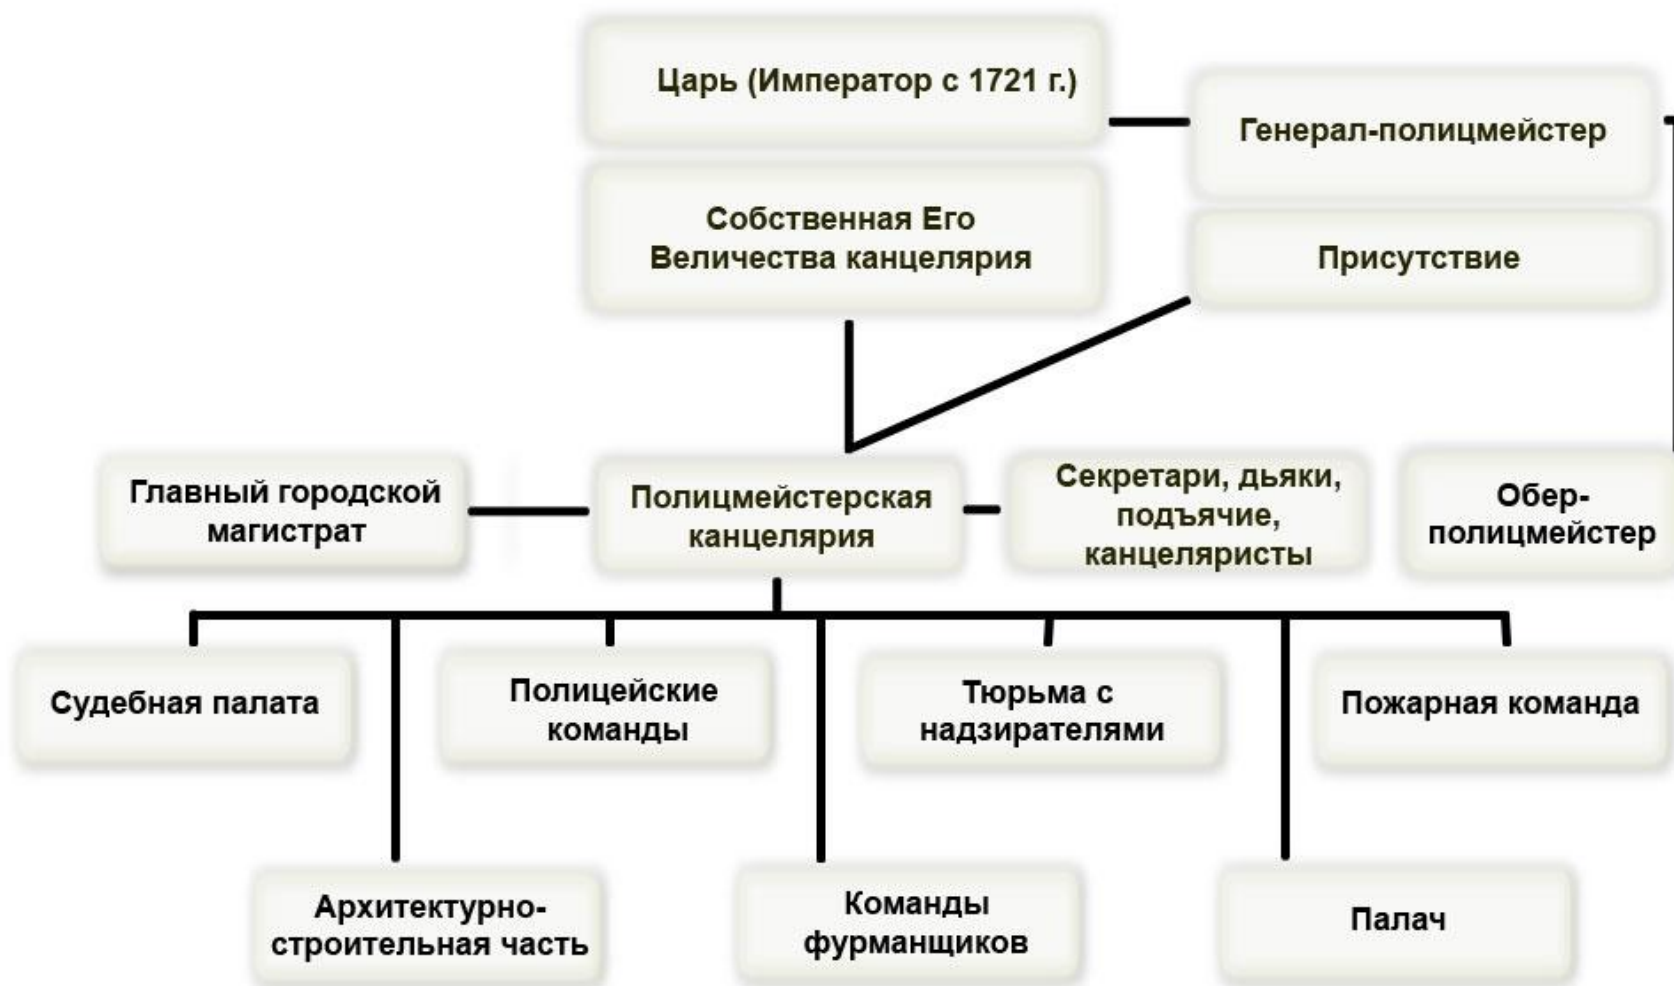 Царь (Император с 1721 г.)
Генерал-полицмейстер
Собственная Его
Величества канцелярия
Присутствие
Главный городской
магистрат
Полицмейстерская
канцелярия
Секретари, дьяки,
подъячие,
канцеляристы
Обер-
полицмейстер
Судебная палата
Полицейские
команды
Тюрьма с
надзирателями
Пожарная команда
Архитектурно-
строительная часть
Команды
фурманщиков
Палач